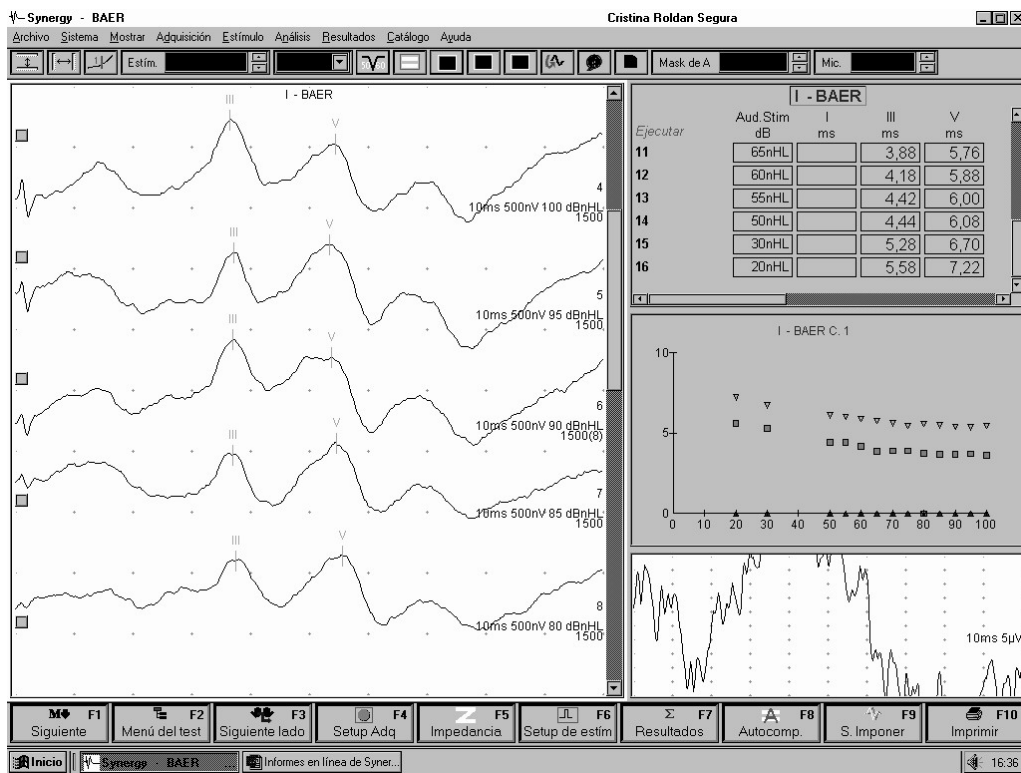 Synergy - BAER Cristina Roldan Segura
Archivo Sistema Mostrar Adquisición Estímulo Análisis Resultados Catálogo Ayuda
Estím. 50/60 Mask de A Mic.
I - BAER
III V
4
10ms 500nV 100 dBnHL
1500
III V
5
10ms 500nV 95 dBnHL
1500
III V
6
10ms 500nV 90 dBnHL
1500(8)
III V
7
10ms 500nV 85 dBnHL
1500
III V
8
10ms 500nV 80 dBnHL
1500
I - BAER
Aud.Stim I III V
Ejecutar dB ms ms ms
11 65nHL 3,88 5,76
12 60nHL 4,18 5,88
13 55nHL 4,42 6,00
14 50nHL 4,44 6,08
15 30nHL 5,28 6,70
16 20nHL 5,58 7,22
I - BAER C. 1
10
5
0
0 10 20 30 40 50 60 70 80 90 100
10ms 5µV
F1 F2 F3 F4 F5 F6 F7 F8 F9 F10
Siguiente Menú del test Siguiente lado Setup Adq Impedancia Setup de estím Resultados Autocomp. S. Imponer Imprimir
Inicio Synergy - BAER ... Informes en línea de Syner... 16:36